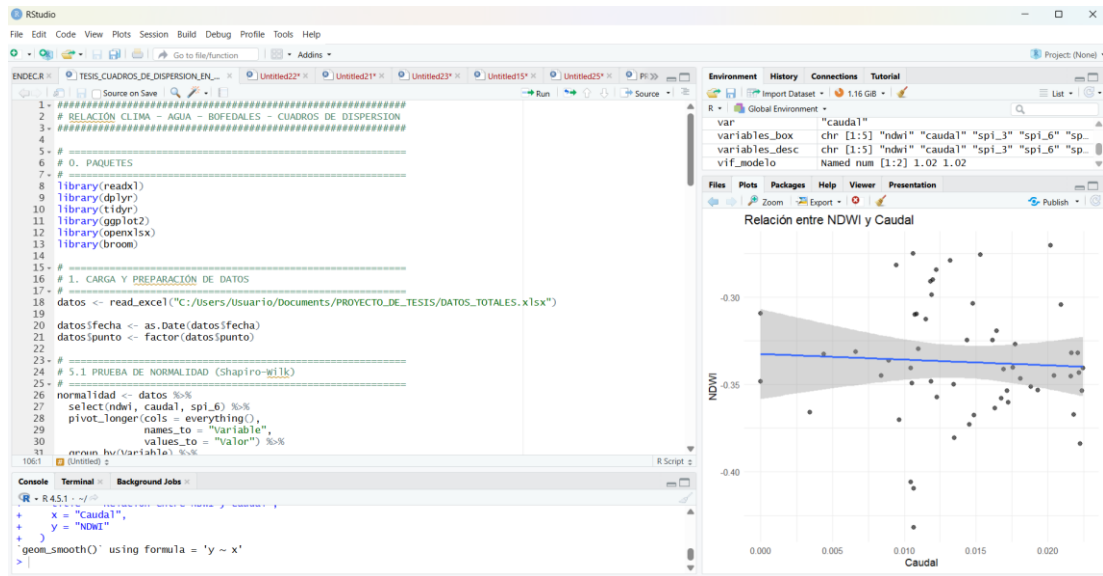 RStudio
File Edit Code View Plots Session Build Debug Profile Tools Help
Go to file/function Addins Project: (None)
ENDEC.R TESIS_CUADROS_DE_DISPERSION_EN_... Untitled22* Untitled21* Untitled23* Untitled15* Untitled25*
Source on Save Run Source
1 ##############################################################
2 # RELACIÓN CLIMA - AGUA - BOFEDALES - CUADROS DE DISPERSION
3 ##############################################################
4
5 # ============================================================
6 # 0. PAQUETES
7 # ============================================================
8 library(readxl)
9 library(dplyr)
10 library(tidyr)
11 library(ggplot2)
12 library(openxlsx)
13 library(broom)
14
15 # ============================================================
16 # 1. CARGA Y PREPARACIÓN DE DATOS
17 # ============================================================
18 datos <- read_excel("C:/Users/Usuario/Documents/PROYECTO_DE_TESIS/DATOS_TOTALES.xlsx")
19
20 datos$fecha <- as.Date(datos$fecha)
21 datos$punto <- factor(datos$punto)
22
23 # ============================================================
24 # 5.1 PRUEBA DE NORMALIDAD (Shapiro-Wilk)
25 # ============================================================
26 normalidad <- datos %>%
27 select(ndwi, caudal, spi_6) %>%
28 pivot_longer(cols = everything(),
29 names_to = "Variable",
30 values_to = "Valor") %>%
31 group_by(Variable) %>%
106:1 (Untitled) R Script
Console Terminal Background Jobs
R - R 4.5.1 · ~/
+ title = "Relación entre NDWI y Caudal",
+ x = "Caudal",
+ y = "NDWI"
+ )
`geom_smooth()` using formula = 'y ~ x'
>
Environment History Connections Tutorial
Import Dataset 1.16 GiB List
R Global Environment
var "caudal"
variables_box chr [1:5] "ndwi" "caudal" "spi_3" "spi_6" "sp…
variables_desc chr [1:5] "ndwi" "caudal" "spi_3" "spi_6" "sp…
vif_modelo Named num [1:2] 1.02 1.02
Files Plots Packages Help Viewer Presentation
Zoom Export Publish
Relación entre NDWI y Caudal
-0.30
-0.35
-0.40
NDWI
0.000 0.005 0.010 0.015 0.020
Caudal